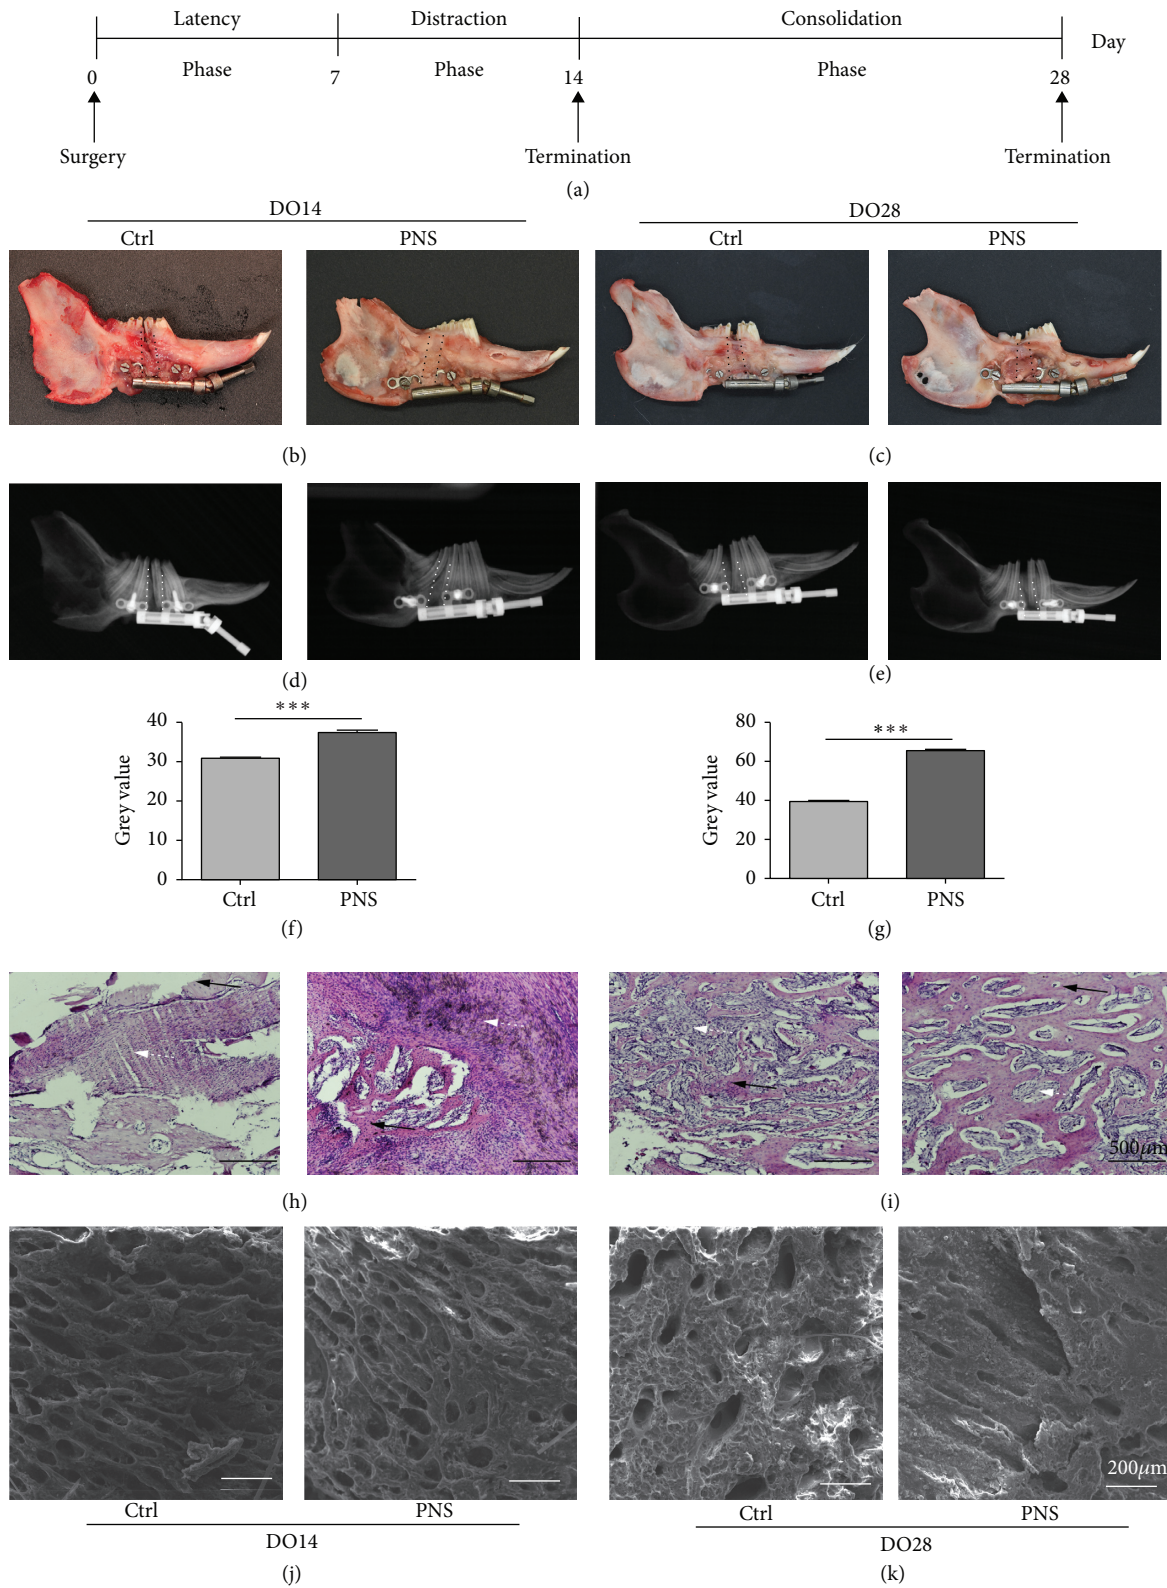 Latency Distraction Consolidation
Day
Phase Phase Phase
0 7 14 28
Surgery Termination Termination
(a)
DO14 DO28
Ctrl PNS Ctrl PNS
(b) (c)
(d) (e)
*** ***
40
30
20
10
0
Grey value
Ctrl PNS
(f)
80
60
40
20
0
Grey value
Ctrl PNS
(g)
500μm
(h) (i)
200μm
Ctrl PNS Ctrl PNS
DO14 DO28
(j) (k)